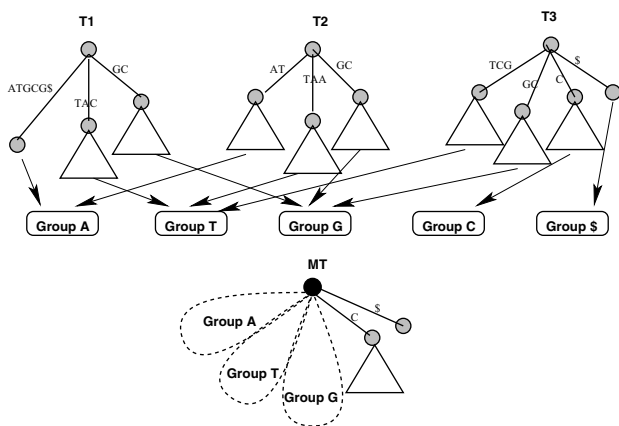 T1 T2 T3
ATGCG$ TAC GC AT TAA GC TCG GC C $
Group A Group T Group G Group C Group $
MT
Group A C $
Group T
Group G